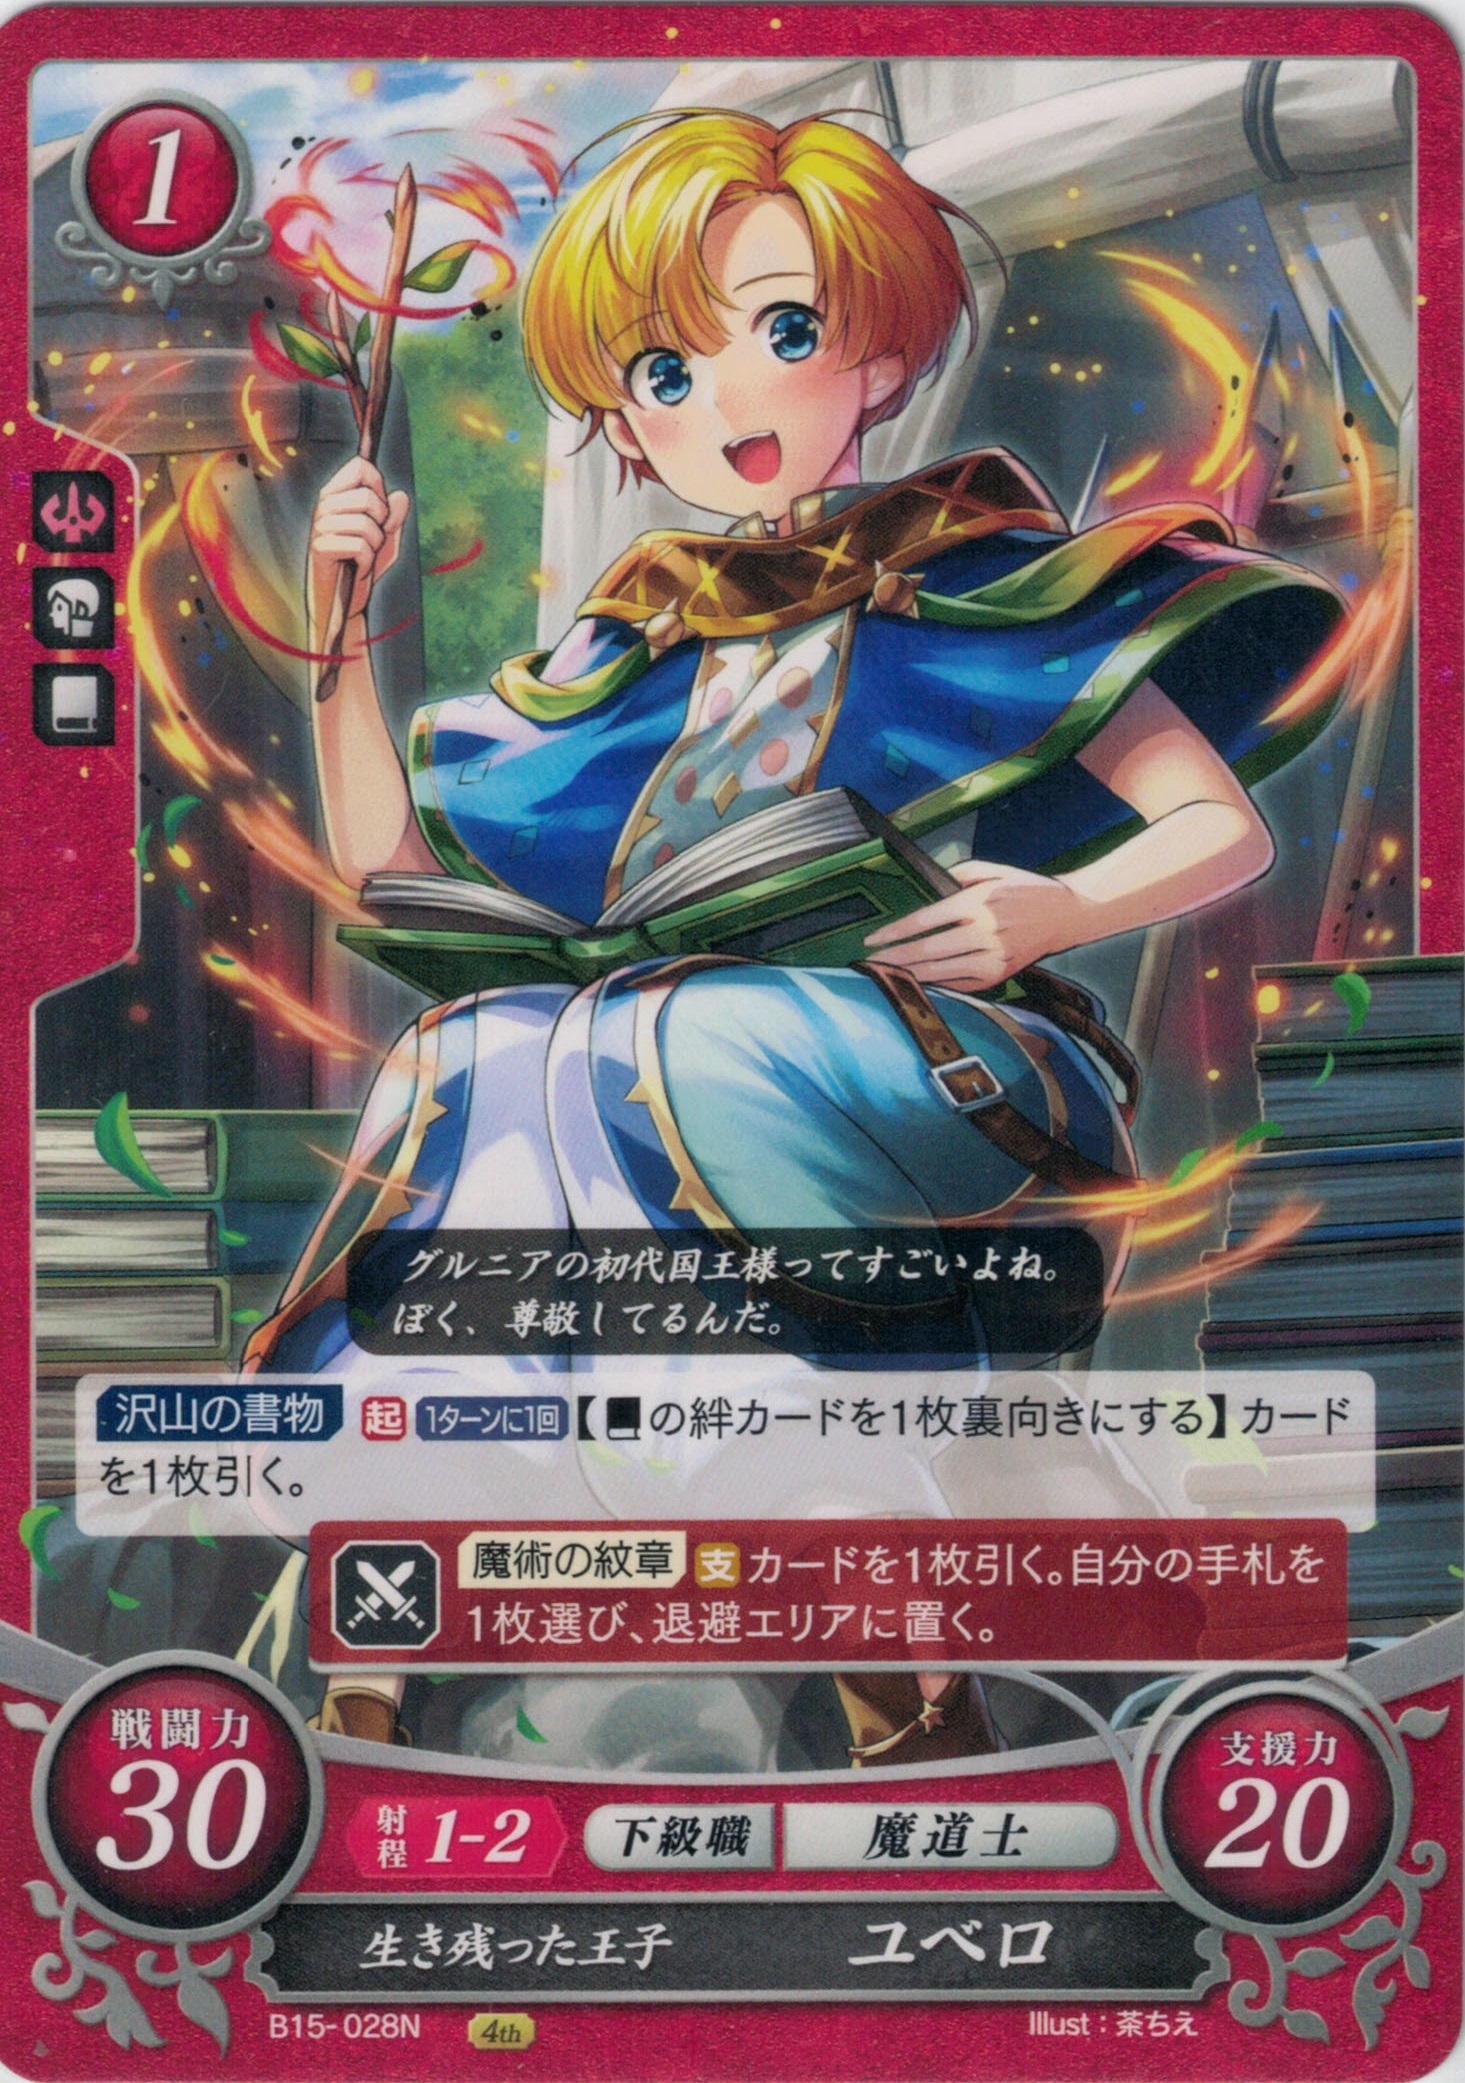 1
グルニアの初代国王様ってすごいよね。
ぼく、尊敬してるんだ。
沢山の書物 起 1ターンに1回【の絆カードを1枚裏向きにする】カード
を1枚引く。
魔術の紋章 支 カードを1枚引く。自分の手札を
1枚選び、退避エリアに置く。
戦闘力
30
射程 1-2 下級職 魔道士
支援力
20
生き残った王子 ユベロ
B15-028N 4th Illust：茶ちえ